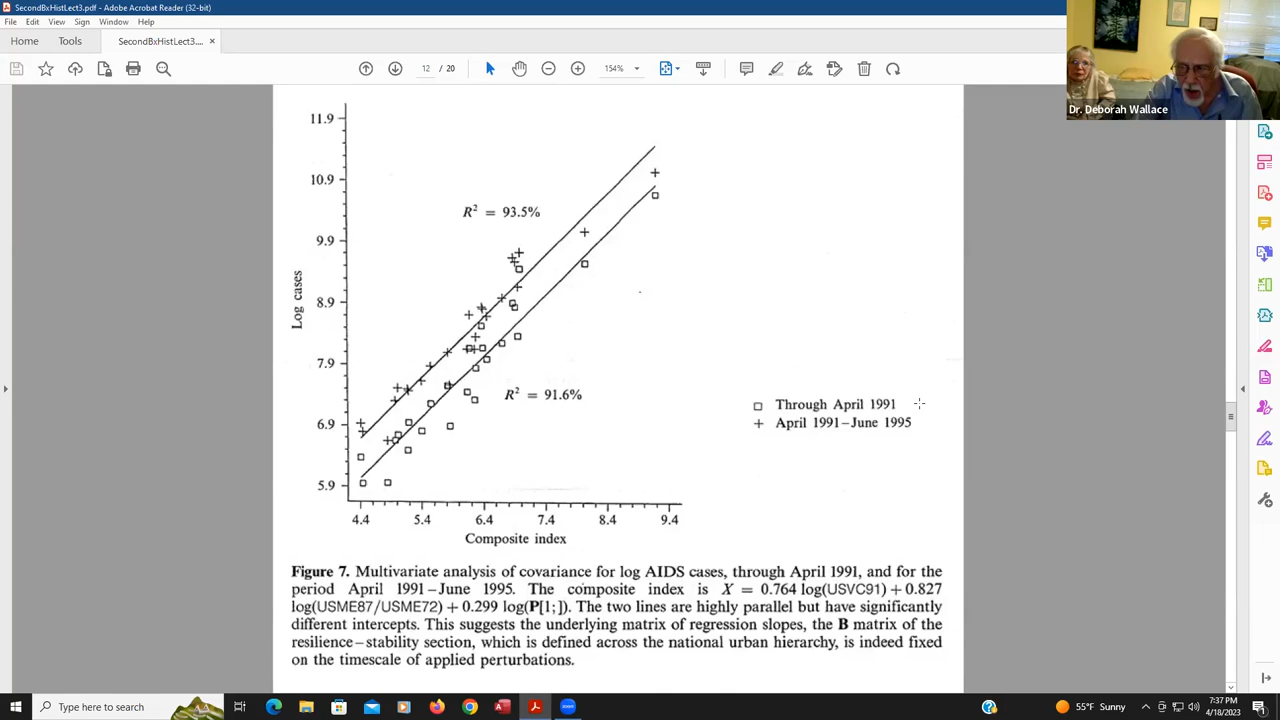 SecondBxHistLect3.pdf - Adobe Acrobat Reader (32-bit)
File Edit View Sign Window Help
Home Tools SecondBxHistLect3.... ×
12 / 20 154%
Dr. Deborah Wallace
11.9
10.9
9.9
8.9
7.9
6.9
5.9
Log cases
R² = 93.5%
R² = 91.6%
□ Through April 1991
+ April 1991–June 1995
4.4 5.4 6.4 7.4 8.4 9.4
Composite index
Figure 7. Multivariate analysis of covariance for log AIDS cases, through April 1991, and for the
period April 1991–June 1995. The composite index is X = 0.764 log(USVC91) + 0.827
log(USME87/USME72) + 0.299 log(P[1;]). The two lines are highly parallel but have significantly
different intercepts. This suggests the underlying matrix of regression slopes, the B matrix of the
resilience–stability section, which is defined across the national urban hierarchy, is indeed fixed
on the timescale of applied perturbations.
Type here to search
55°F Sunny
7:37 PM
4/18/2023